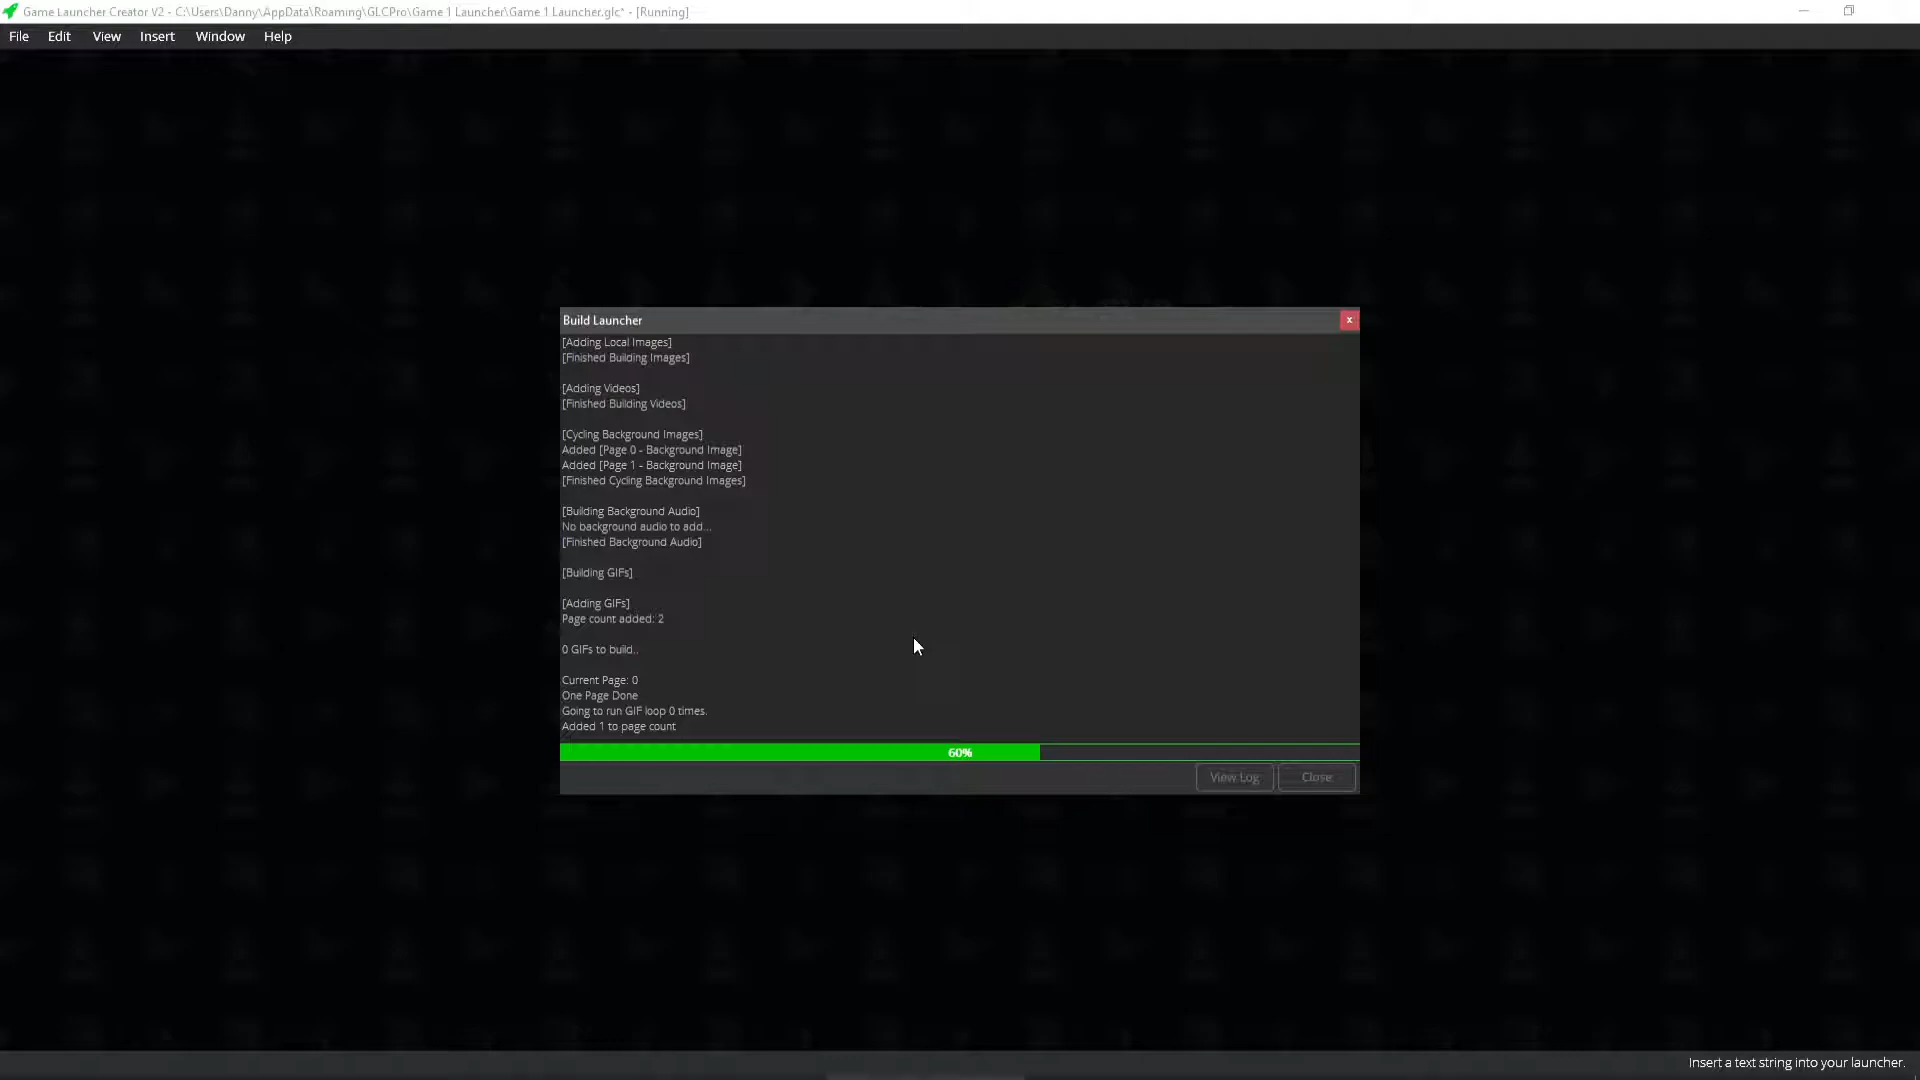 Game Launcher Creator V2 - C:\Users\Danny\AppData\Roaming\GLCPro\Game 1 Launcher\Game 1 Launcher.glc* - [Running]
File Edit View Insert Window Help
Build Launcher
x
[Adding Local Images]
[Finished Building Images]
[Adding Videos]
[Finished Building Videos]
[Cycling Background Images]
Added [Page 0 - Background Image]
Added [Page 1 - Background Image]
[Finished Cycling Background Images]
[Building Background Audio]
No background audio to add...
[Finished Background Audio]
[Building GIFs]
[Adding GIFs]
Page count added: 2
0 GIFs to build..
Current Page: 0
One Page Done
Going to run GIF loop 0 times.
Added 1 to page count
60%
View Log Close
Insert a text string into your launcher.